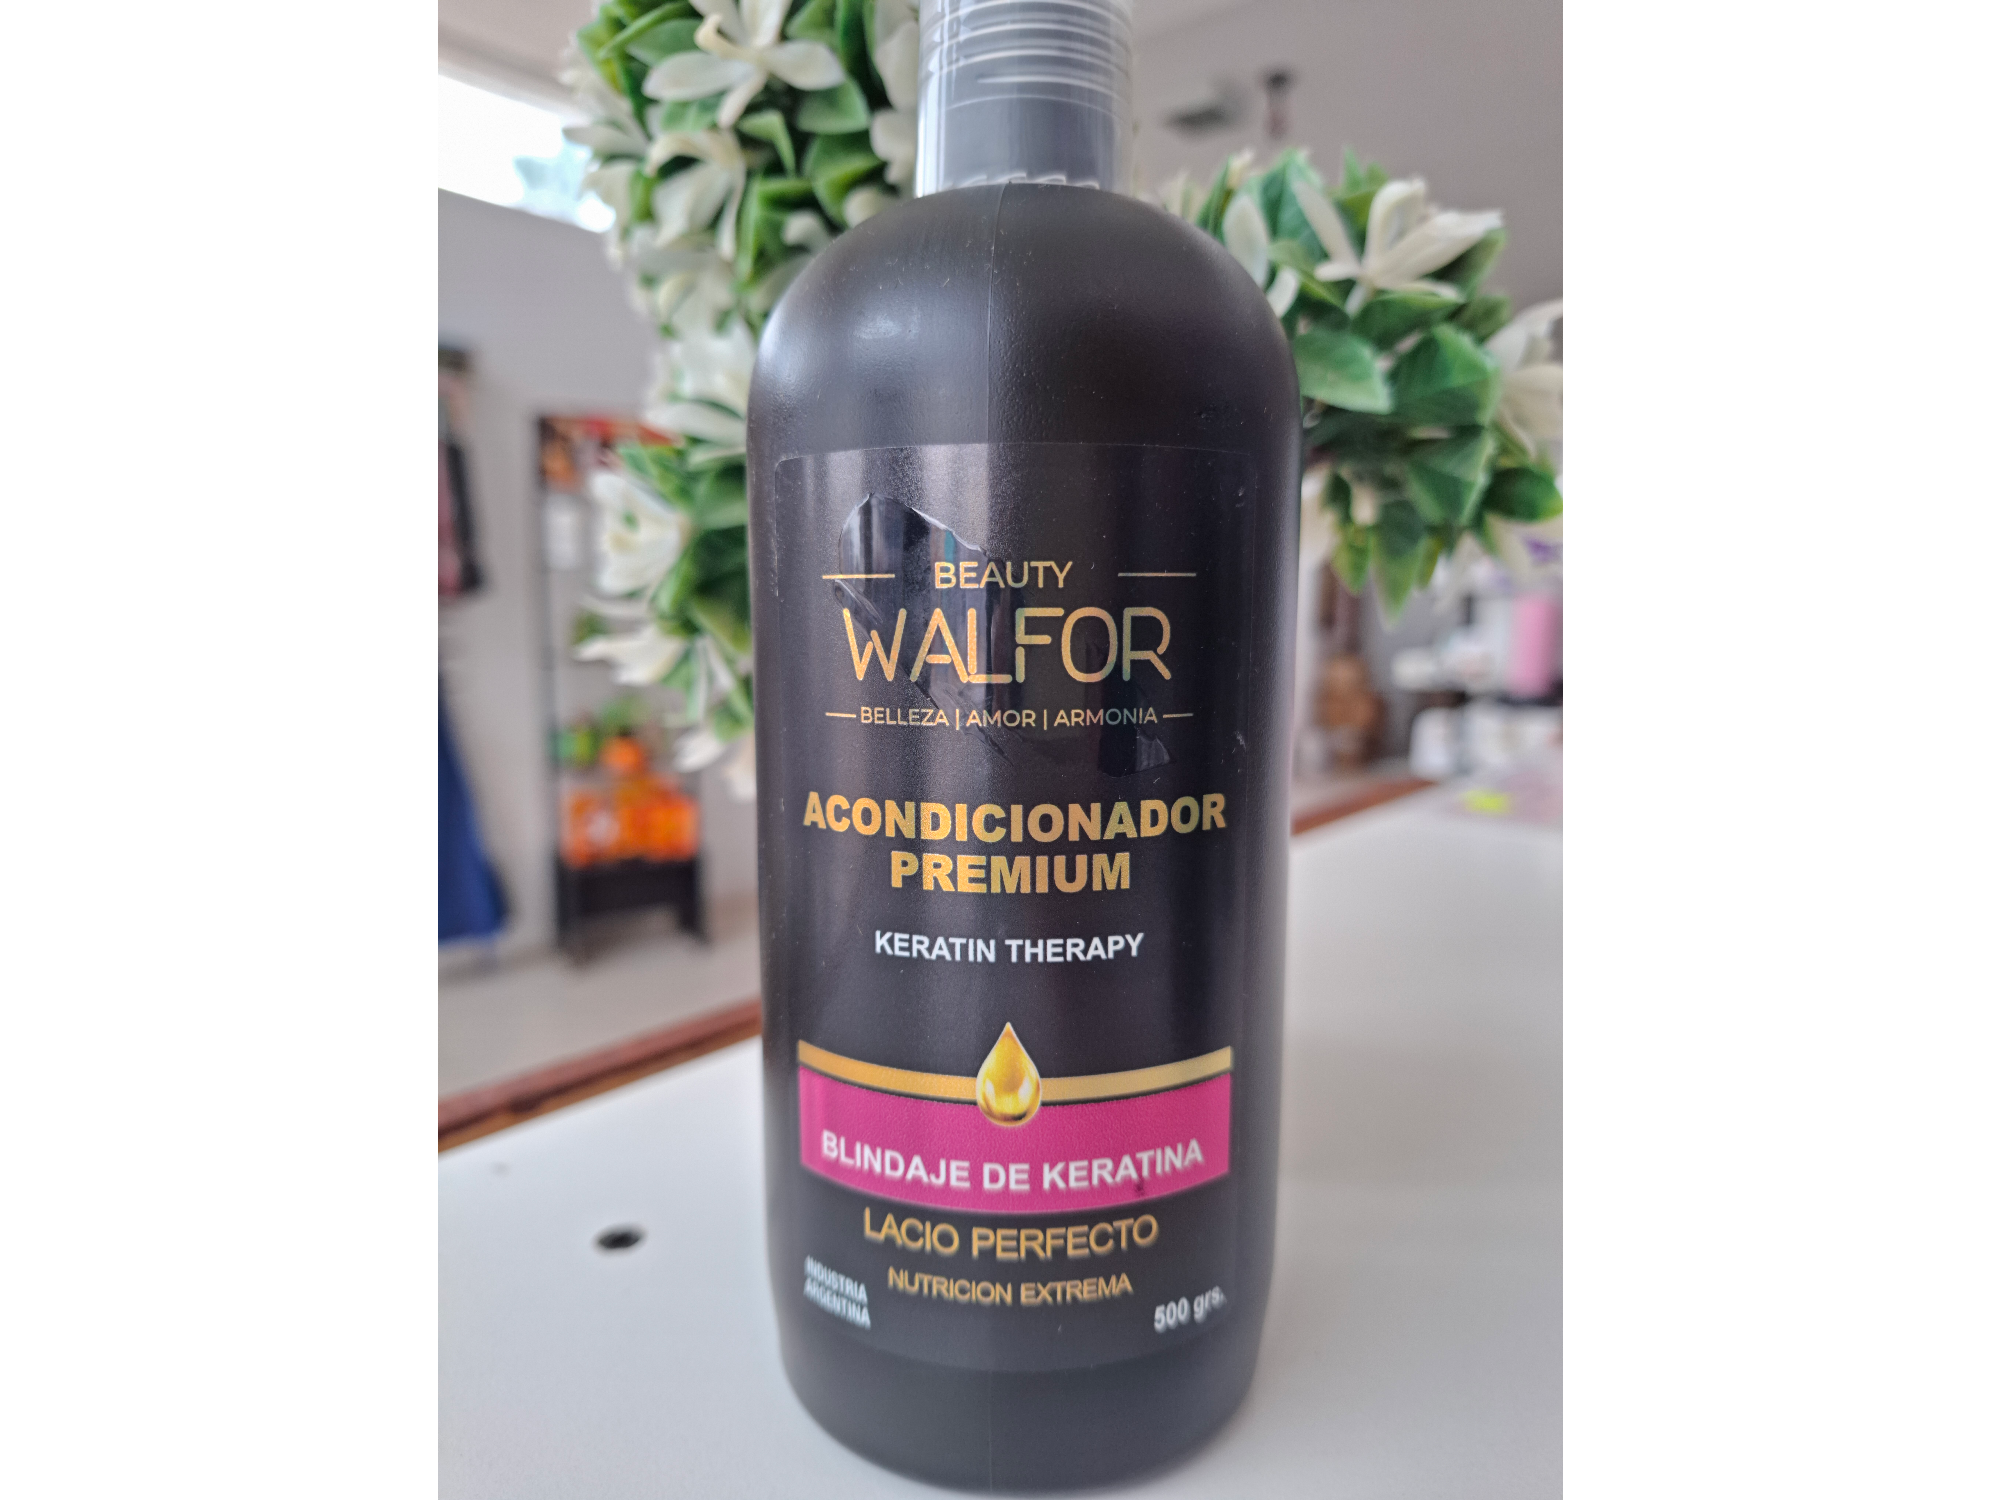 BEAUTY
WALFOR
BELLEZA | AMOR | ARMONIA
ACONDICIONADOR
PREMIUM
KERATIN THERAPY
BLINDAJE DE KERATINA
LACIO PERFECTO
NUTRICION EXTREMA
INDUSTRIA
ARGENTINA
500 grs.